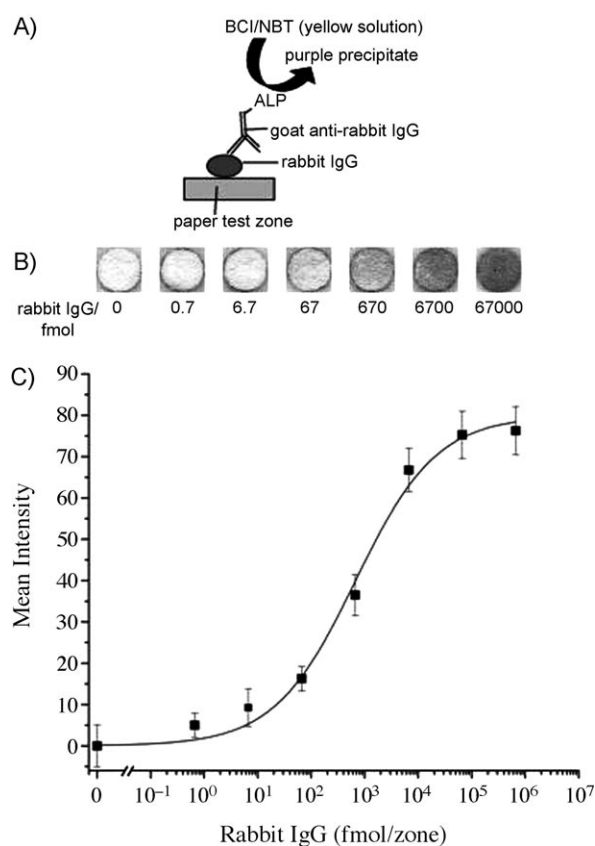 A)
BCI/NBT (yellow solution)
purple precipitate
ALP
goat anti-rabbit IgG
rabbit IgG
paper test zone
B)
rabbit IgG/ 0 0.7 6.7 67 670 6700 67000
fmol
C)
90
80
70
60
50
40
30
20
10
0
Mean Intensity
0 10⁻¹ 10⁰ 10¹ 10² 10³ 10⁴ 10⁵ 10⁶ 10⁷
Rabbit IgG (fmol/zone)